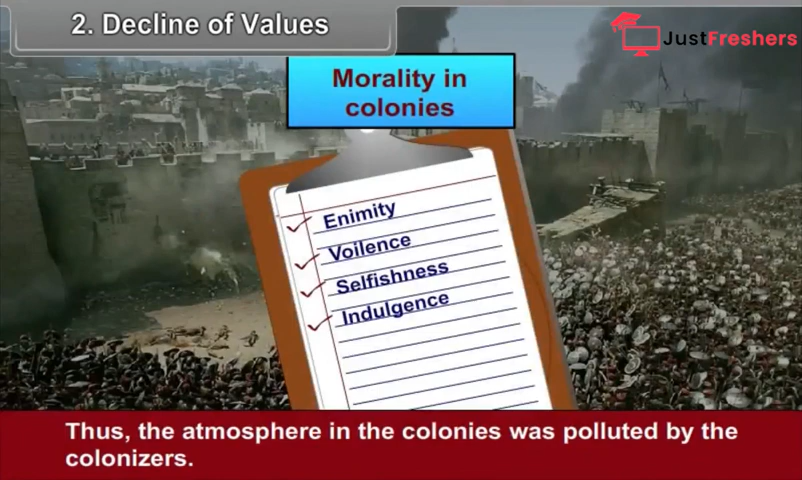 2. Decline of Values
JustFreshers
Morality in
colonies
Enimity
Voilence
Selfishness
Indulgence
Thus, the atmosphere in the colonies was polluted by the
colonizers.